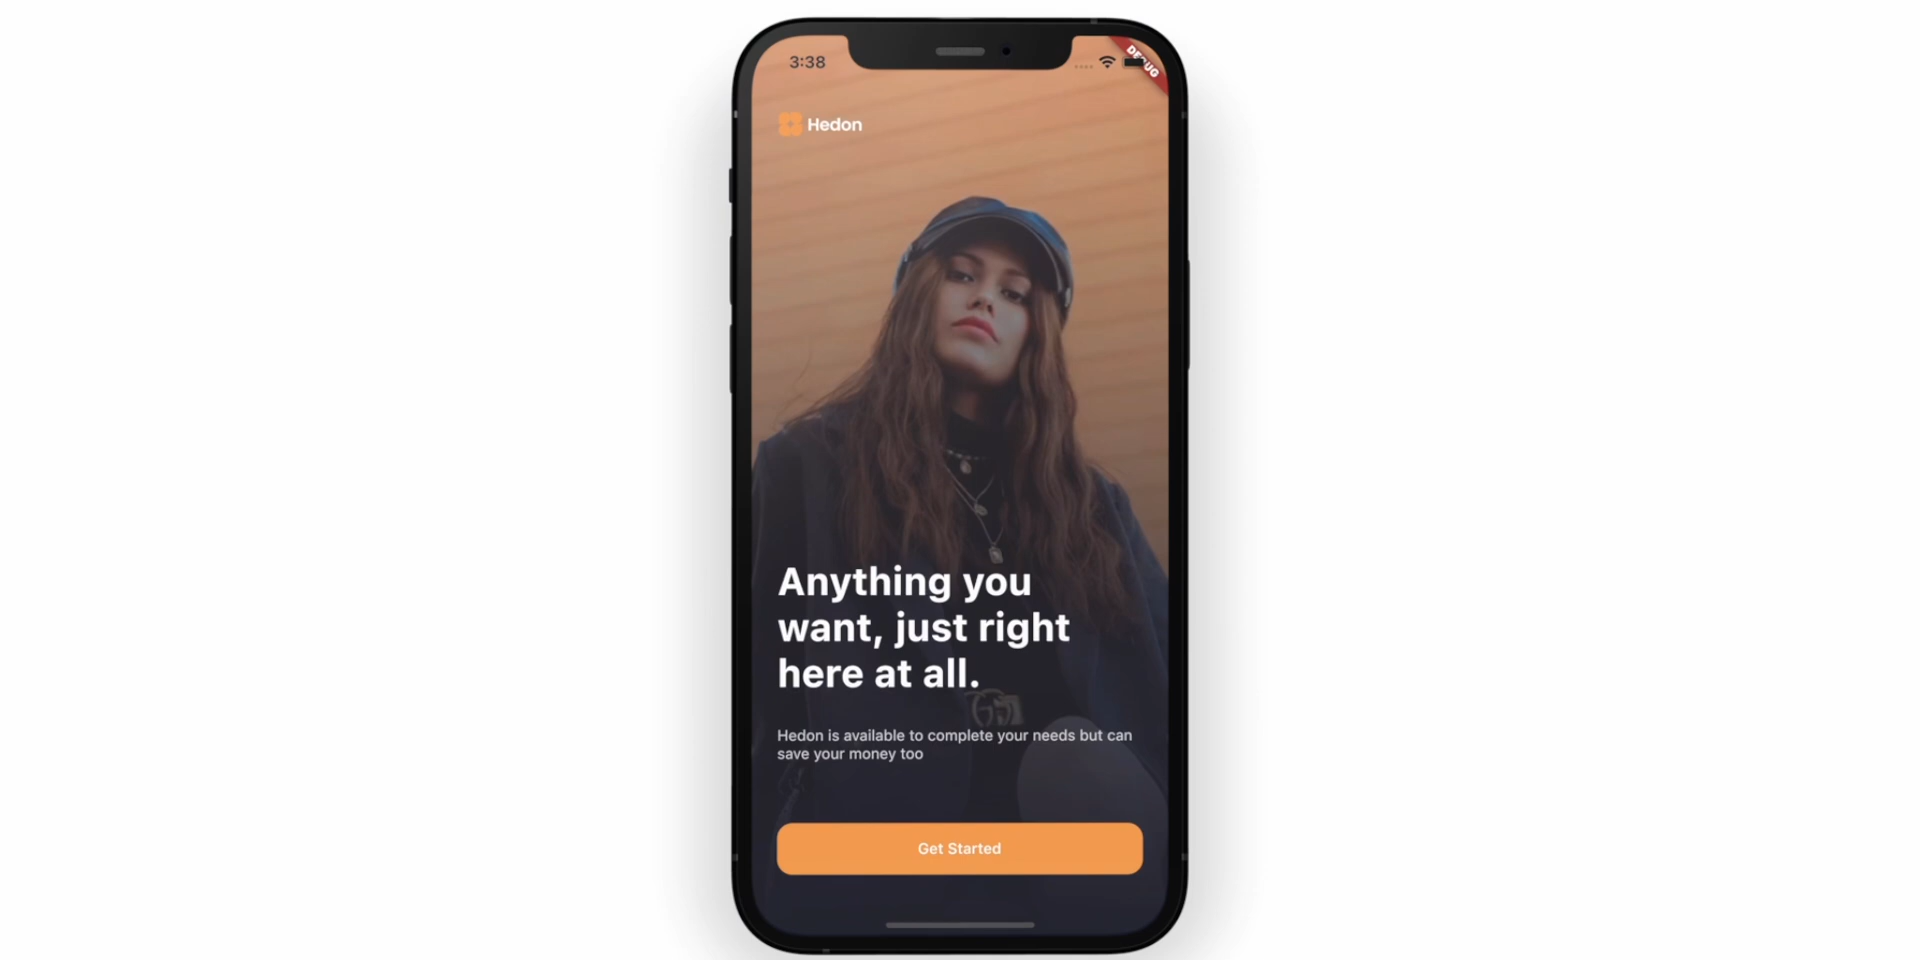 3:38
DEBUG
Hedon
Anything you
want, just right
here at all.
Hedon is available to complete your needs but can
save your money too
Get Started